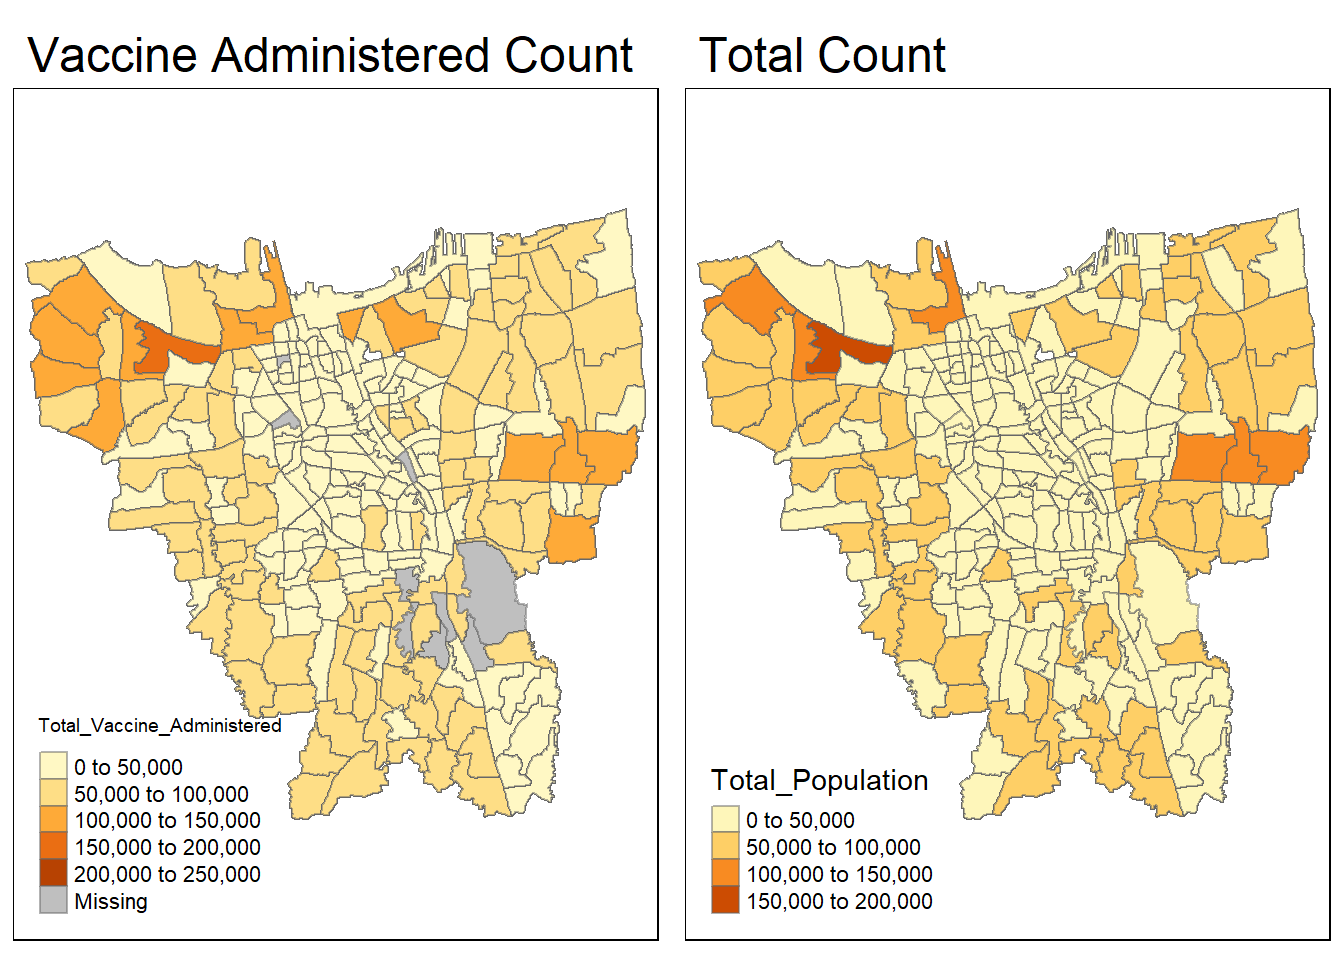 Vaccine Administered Count
Total_Vaccine_Administered
0 to 50,000
50,000 to 100,000
100,000 to 150,000
150,000 to 200,000
200,000 to 250,000
Missing
Total Count
Total_Population
0 to 50,000
50,000 to 100,000
100,000 to 150,000
150,000 to 200,000